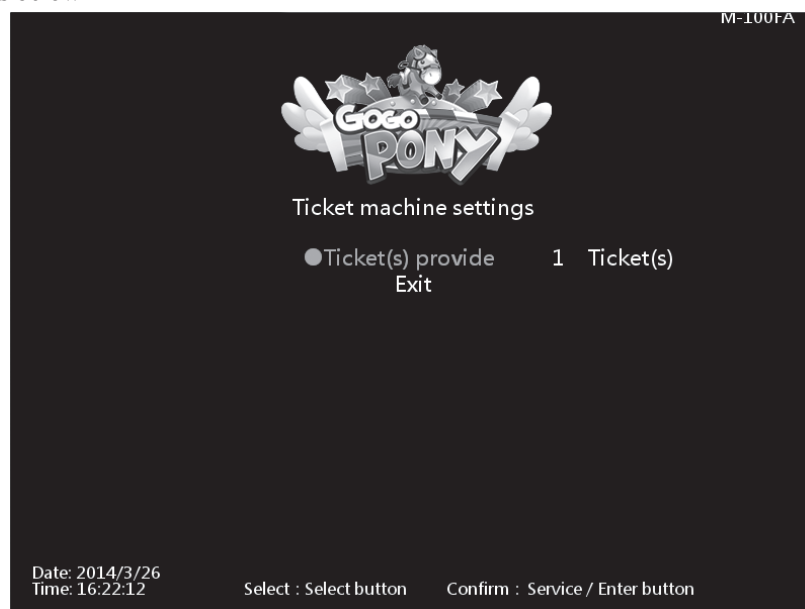 M-100FA
GOGO
PONY
Ticket machine settings
●Ticket(s) provide 1 Ticket(s)
Exit
Date: 2014/3/26
Time: 16:22:12 Select : Select button Confirm : Service / Enter button